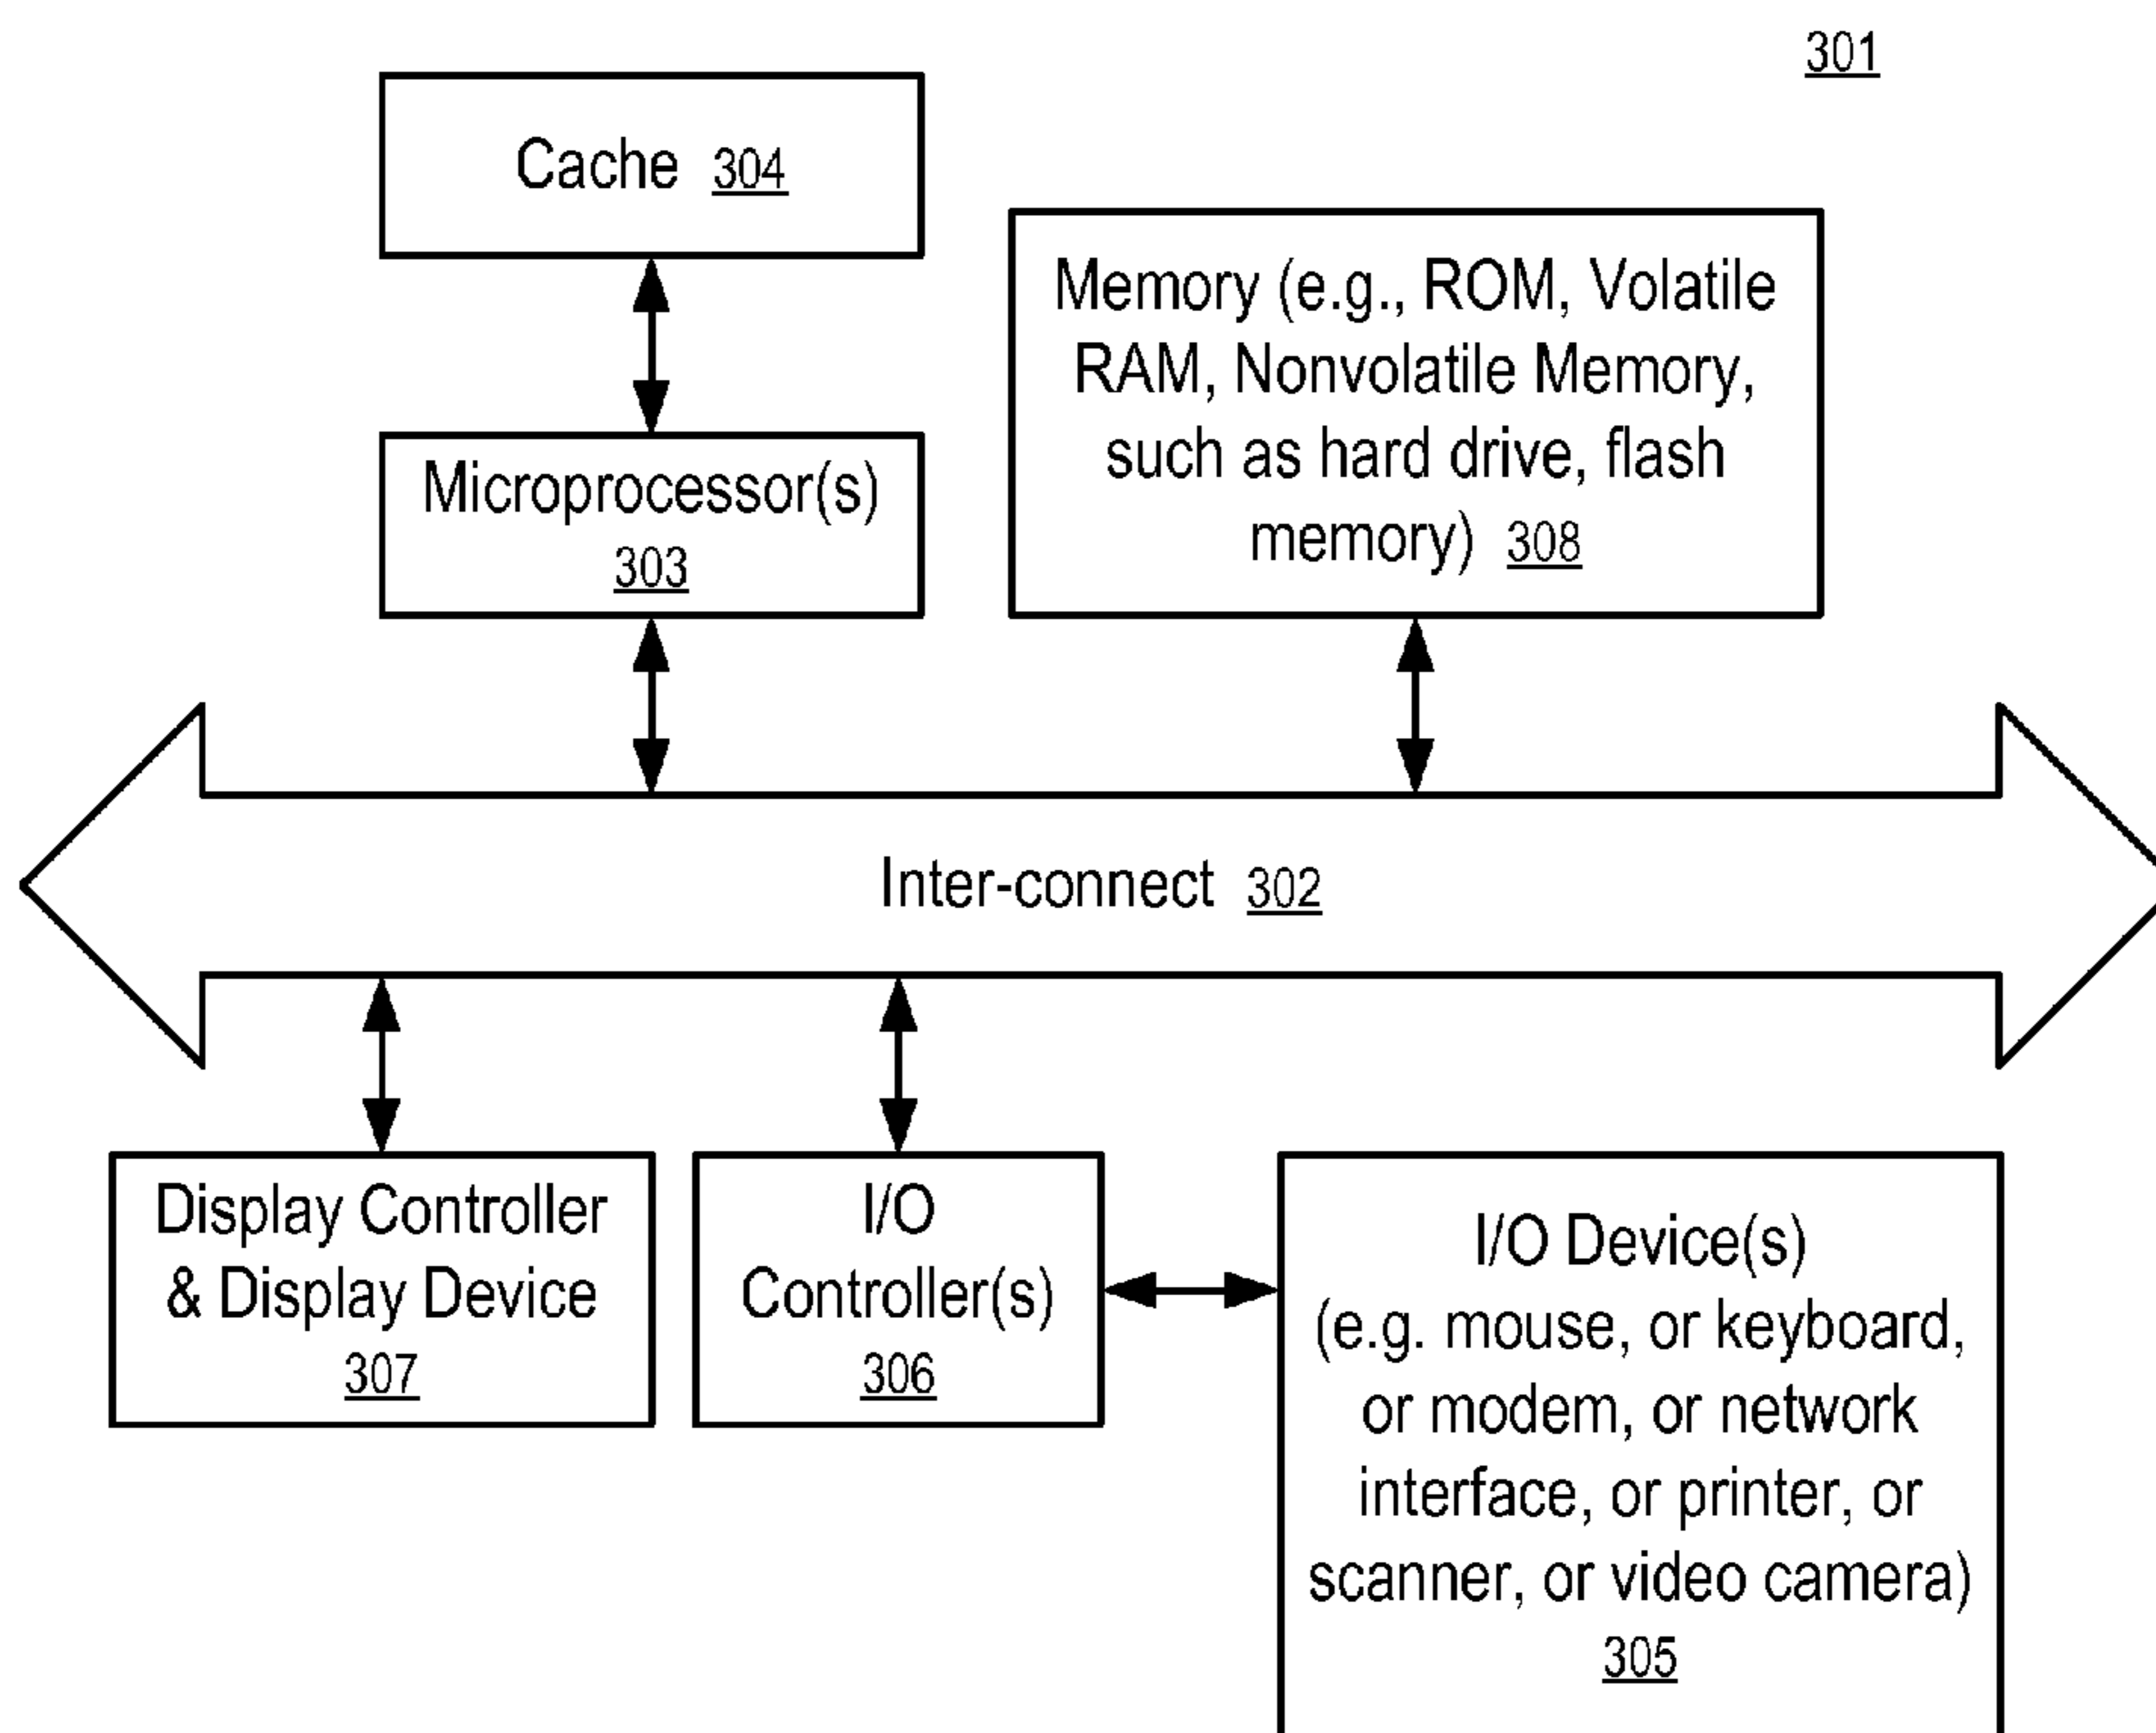 301
Cache 304
Memory (e.g., ROM, Volatile
RAM, Nonvolatile Memory,
such as hard drive, flash
memory) 308
Microprocessor(s)
303
Inter-connect 302
Display Controller
& Display Device
307
I/O
Controller(s)
306
I/O Device(s)
(e.g. mouse, or keyboard,
or modem, or network
interface, or printer, or
scanner, or video camera)
305